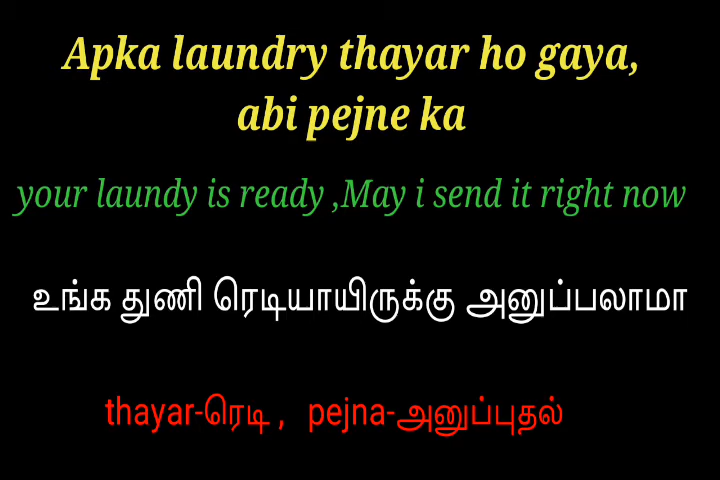 Apka laundry thayar ho gaya,
abi pejne ka
your laundy is ready ,May i send it right now
உங்க துணி ரெடியாயிருக்கு அனுப்பலாமா
thayar-ரெடி , pejna-அனுப்புதல்